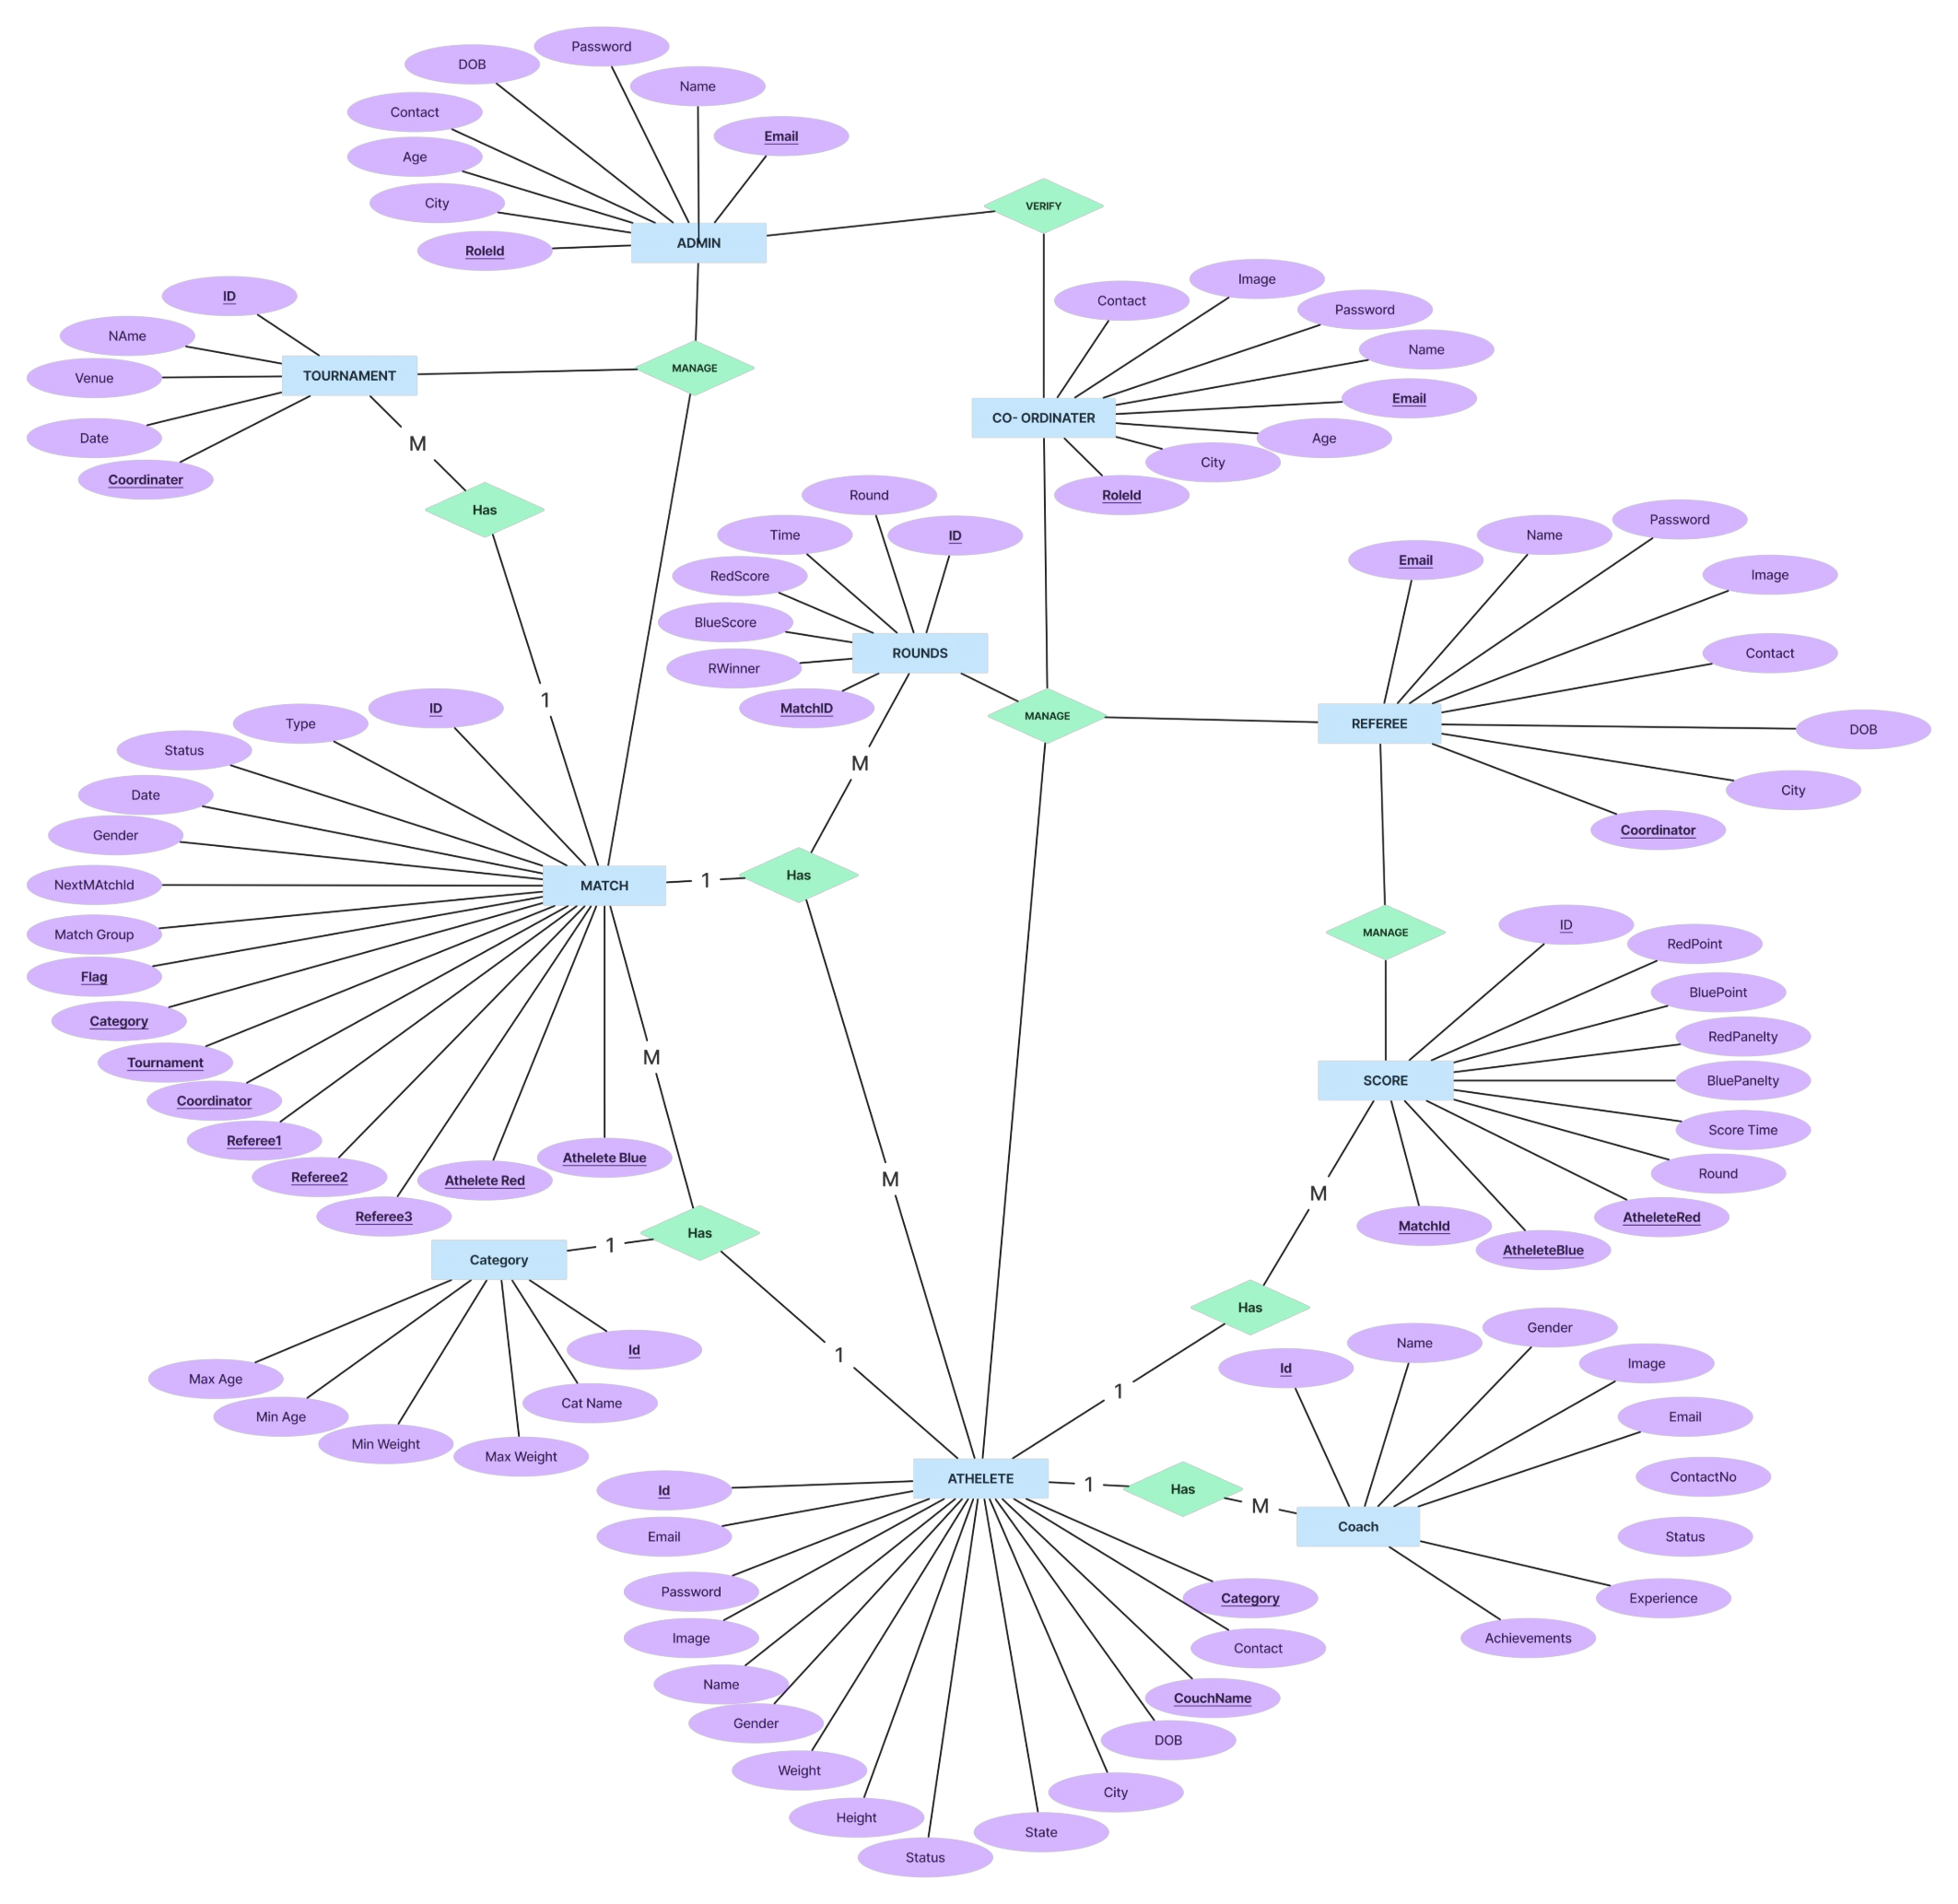 Password
DOB
Name
Contact
Email
Age
City
RoleId
ADMIN
VERIFY
ID
NAme
Venue
Date
Coordinater
TOURNAMENT
MANAGE
M
Has
1
Contact
Image
Password
Name
Email
Age
City
RoleId
CO- ORDINATER
Round
Time
ID
RedScore
BlueScore
RWinner
MatchID
ROUNDS
MANAGE
Email
Name
Password
Image
Contact
DOB
City
Coordinator
REFEREE
M
1
Has
M
ID
Type
Status
Date
Gender
NextMAtchId
Match Group
Flag
Category
Tournament
Coordinator
Referee1
Referee2
Referee3
Athelete Red
Athelete Blue
MATCH
MANAGE
ID
RedPoint
BluePoint
RedPanelty
BluePanelty
Score Time
Round
AtheleteRed
AtheleteBlue
MatchId
SCORE
M
Has
1
M
Has
1
1
Category
Max Age
Min Age
Min Weight
Max Weight
Cat Name
Id
Id
Name
Gender
Image
Email
ContactNo
Status
Experience
Achievements
Coach
M
Has
1
ATHELETE
Id
Email
Password
Image
Name
Gender
Weight
Height
Status
State
City
DOB
CouchName
Contact
Category